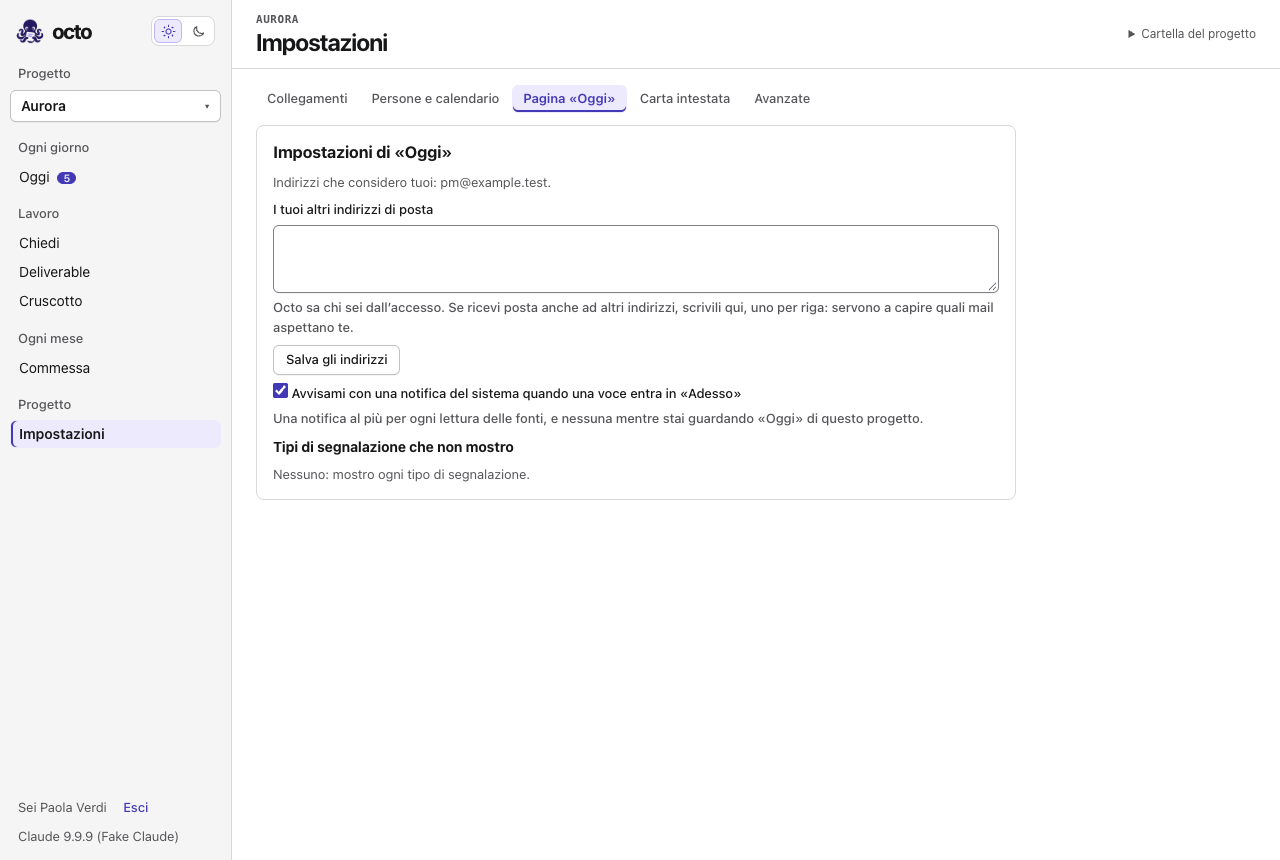 octo
Progetto
Aurora
Ogni giorno
Oggi 5
Lavoro
Chiedi
Deliverable
Cruscotto
Ogni mese
Commessa
Progetto
Impostazioni
Sei Paola Verdi Esci
Claude 9.9.9 (Fake Claude)
AURORA
Impostazioni
Cartella del progetto
Collegamenti Persone e calendario Pagina «Oggi» Carta intestata Avanzate
Impostazioni di «Oggi»
Indirizzi che considero tuoi: pm@example.test.
I tuoi altri indirizzi di posta
Octo sa chi sei dall’accesso. Se ricevi posta anche ad altri indirizzi, scrivili qui, uno per riga: servono a capire quali mail
aspettano te.
Salva gli indirizzi
Avvisami con una notifica del sistema quando una voce entra in «Adesso»
Una notifica al più per ogni lettura delle fonti, e nessuna mentre stai guardando «Oggi» di questo progetto.
Tipi di segnalazione che non mostro
Nessuno: mostro ogni tipo di segnalazione.